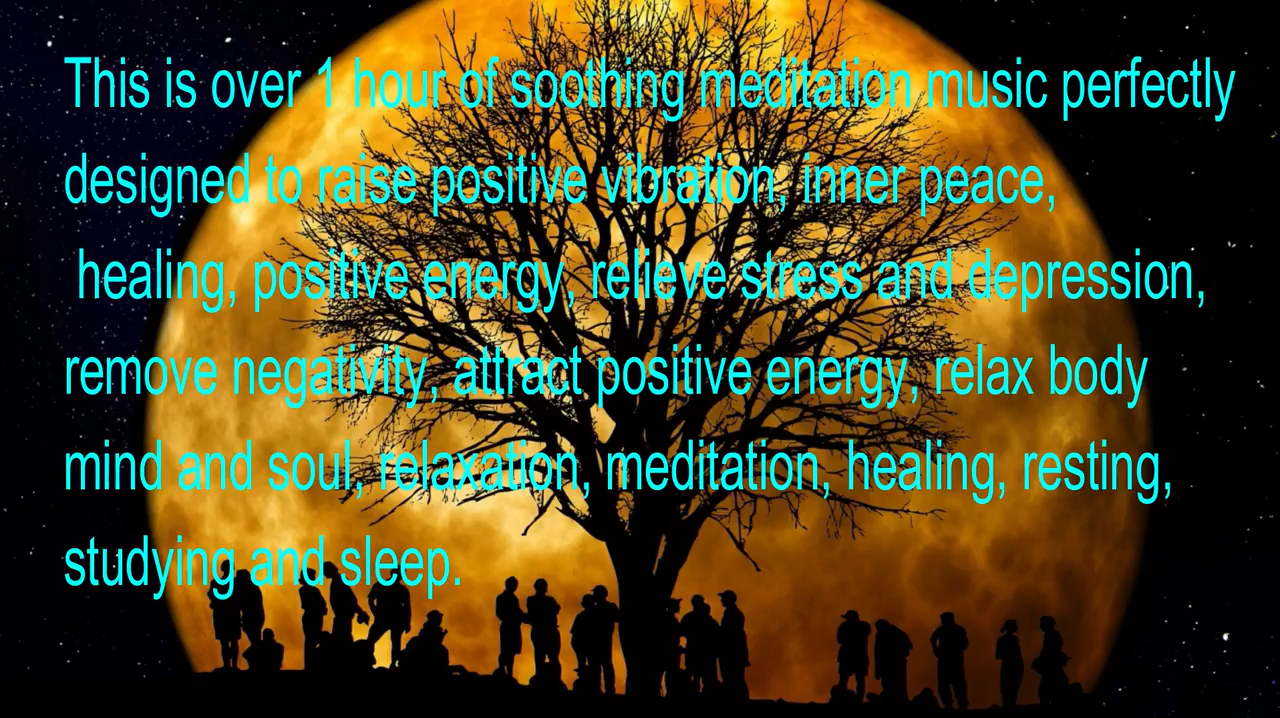 This is over 1 hour of soothing meditation music perfectly
designed to raise positive vibration, inner peace,
healing, positive energy, relieve stress and depression,
remove negativity, attract positive energy, relax body
mind and soul, relaxation, meditation, healing, resting,
studying and sleep.